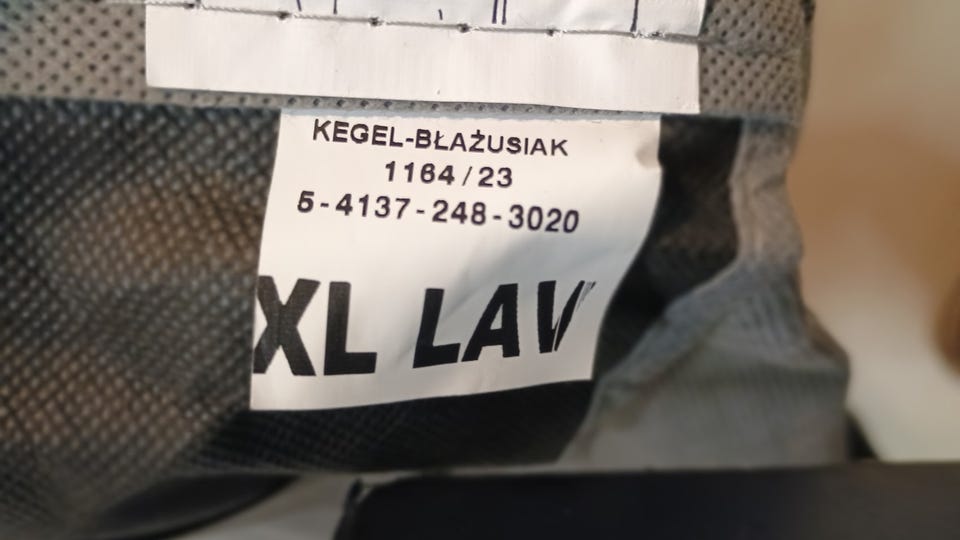 KEGEL-BŁAŻUSIAK
1164/23
5-4137-248-3020
XL LAV